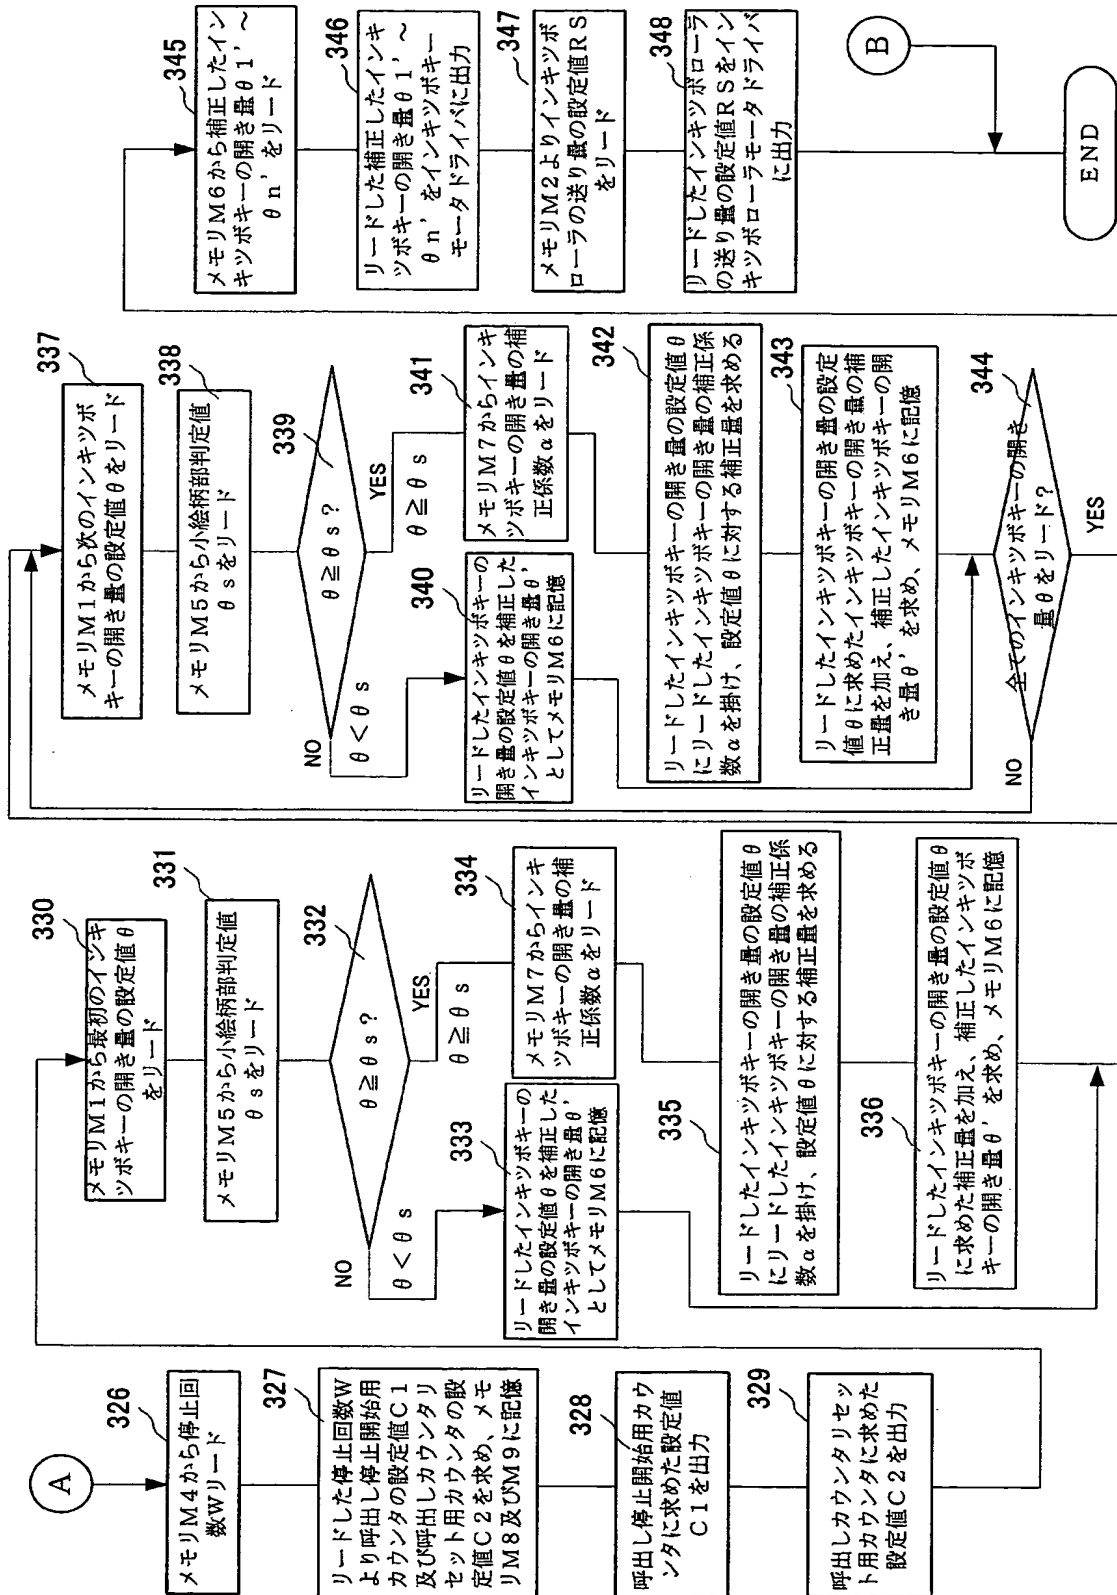 A
326
メモリM4から停止回
数Wリード
327
リードした停止回数W
より呼出し停止開始用
カウンタの設定値C1
及び呼出しカウンタリ
セット用カウンタの設
定値C2を求め、メモ
リM8及びM9に記憶
328
呼出し停止開始用カウ
ンタに求めた設定値
C1を出力
329
呼出しカウンタリセッ
ト用カウンタに求めた
設定値C2を出力
330
メモリM1から最初のインキ
ツボキーの開き量の設定値θ
をリード
331
メモリM5から小絵柄部判定値
θsをリード
332
θ≧θs?
NO
θ<θs
YES
θ≧θs
333
リードしたインキツボキーの
開き量の設定値θを補正した
インキツボキーの開き量θ'
としてメモリM6に記憶
334
メモリM7からインキ
ツボキーの開き量の補
正係数αをリード
335
リードしたインキツボキーの開き量の設定値θ
にリードしたインキツボキーの開き量の補正係
数αを掛け、設定値θに対する補正量を求める
336
リードしたインキツボキーの開き量の設定値θ
に求めた補正量を加え、補正したインキツボ
キーの開き量θ'を求め、メモリM6に記憶
337
メモリM1から次のインキツボ
キーの開き量の設定値θをリード
338
メモリM5から小絵柄部判定値
θsをリード
339
θ≧θs?
NO
θ<θs
YES
θ≧θs
340
リードしたインキツボキーの
開き量の設定値θを補正した
インキツボキーの開き量θ'
としてメモリM6に記憶
341
メモリM7からインキ
ツボキーの開き量の補
正係数αをリード
342
リードしたインキツボキーの開き量の設定値θ
にリードしたインキツボキーの開き量の補正係
数αを掛け、設定値θに対する補正量を求める
343
リードしたインキツボキーの開き量の設定
値θに求めたインキツボキーの開き量の補
正量を加え、補正したインキツボキーの開
き量θ'を求め、メモリM6に記憶
344
全てのインキツボキーの開き
量θをリード?
NO
YES
345
メモリM6から補正したイン
キツボキーの開き量θ1'~
θn'をリード
346
リードした補正したインキ
ツボキーの開き量θ1'~
θn'をインキツボキー
モータドライバに出力
347
メモリM2よりインキツボ
ローラの送り量の設定値RS
をリード
348
リードしたインキツボローラ
の送り量の設定値RSをイン
キツボローラモータドライバ
に出力
B
END